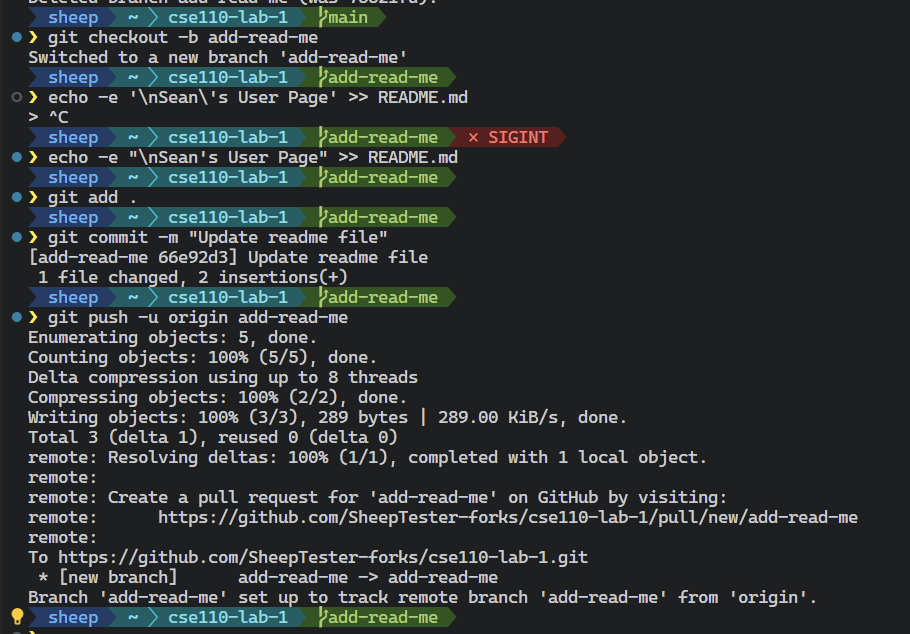 sheep ~ cse110-lab-1 main
❯ git checkout -b add-read-me
Switched to a new branch 'add-read-me'
sheep ~ cse110-lab-1 add-read-me
❯ echo -e '\nSean\'s User Page' >> README.md
> ^C
sheep ~ cse110-lab-1 add-read-me × SIGINT
❯ echo -e "\nSean's User Page" >> README.md
sheep ~ cse110-lab-1 add-read-me
❯ git add .
sheep ~ cse110-lab-1 add-read-me
❯ git commit -m "Update readme file"
[add-read-me 66e92d3] Update readme file
1 file changed, 2 insertions(+)
sheep ~ cse110-lab-1 add-read-me
❯ git push -u origin add-read-me
Enumerating objects: 5, done.
Counting objects: 100% (5/5), done.
Delta compression using up to 8 threads
Compressing objects: 100% (2/2), done.
Writing objects: 100% (3/3), 289 bytes | 289.00 KiB/s, done.
Total 3 (delta 1), reused 0 (delta 0)
remote: Resolving deltas: 100% (1/1), completed with 1 local object.
remote:
remote: Create a pull request for 'add-read-me' on GitHub by visiting:
remote:      https://github.com/SheepTester-forks/cse110-lab-1/pull/new/add-read-me
remote:
To https://github.com/SheepTester-forks/cse110-lab-1.git
* [new branch]      add-read-me -> add-read-me
Branch 'add-read-me' set up to track remote branch 'add-read-me' from 'origin'.
sheep ~ cse110-lab-1 add-read-me